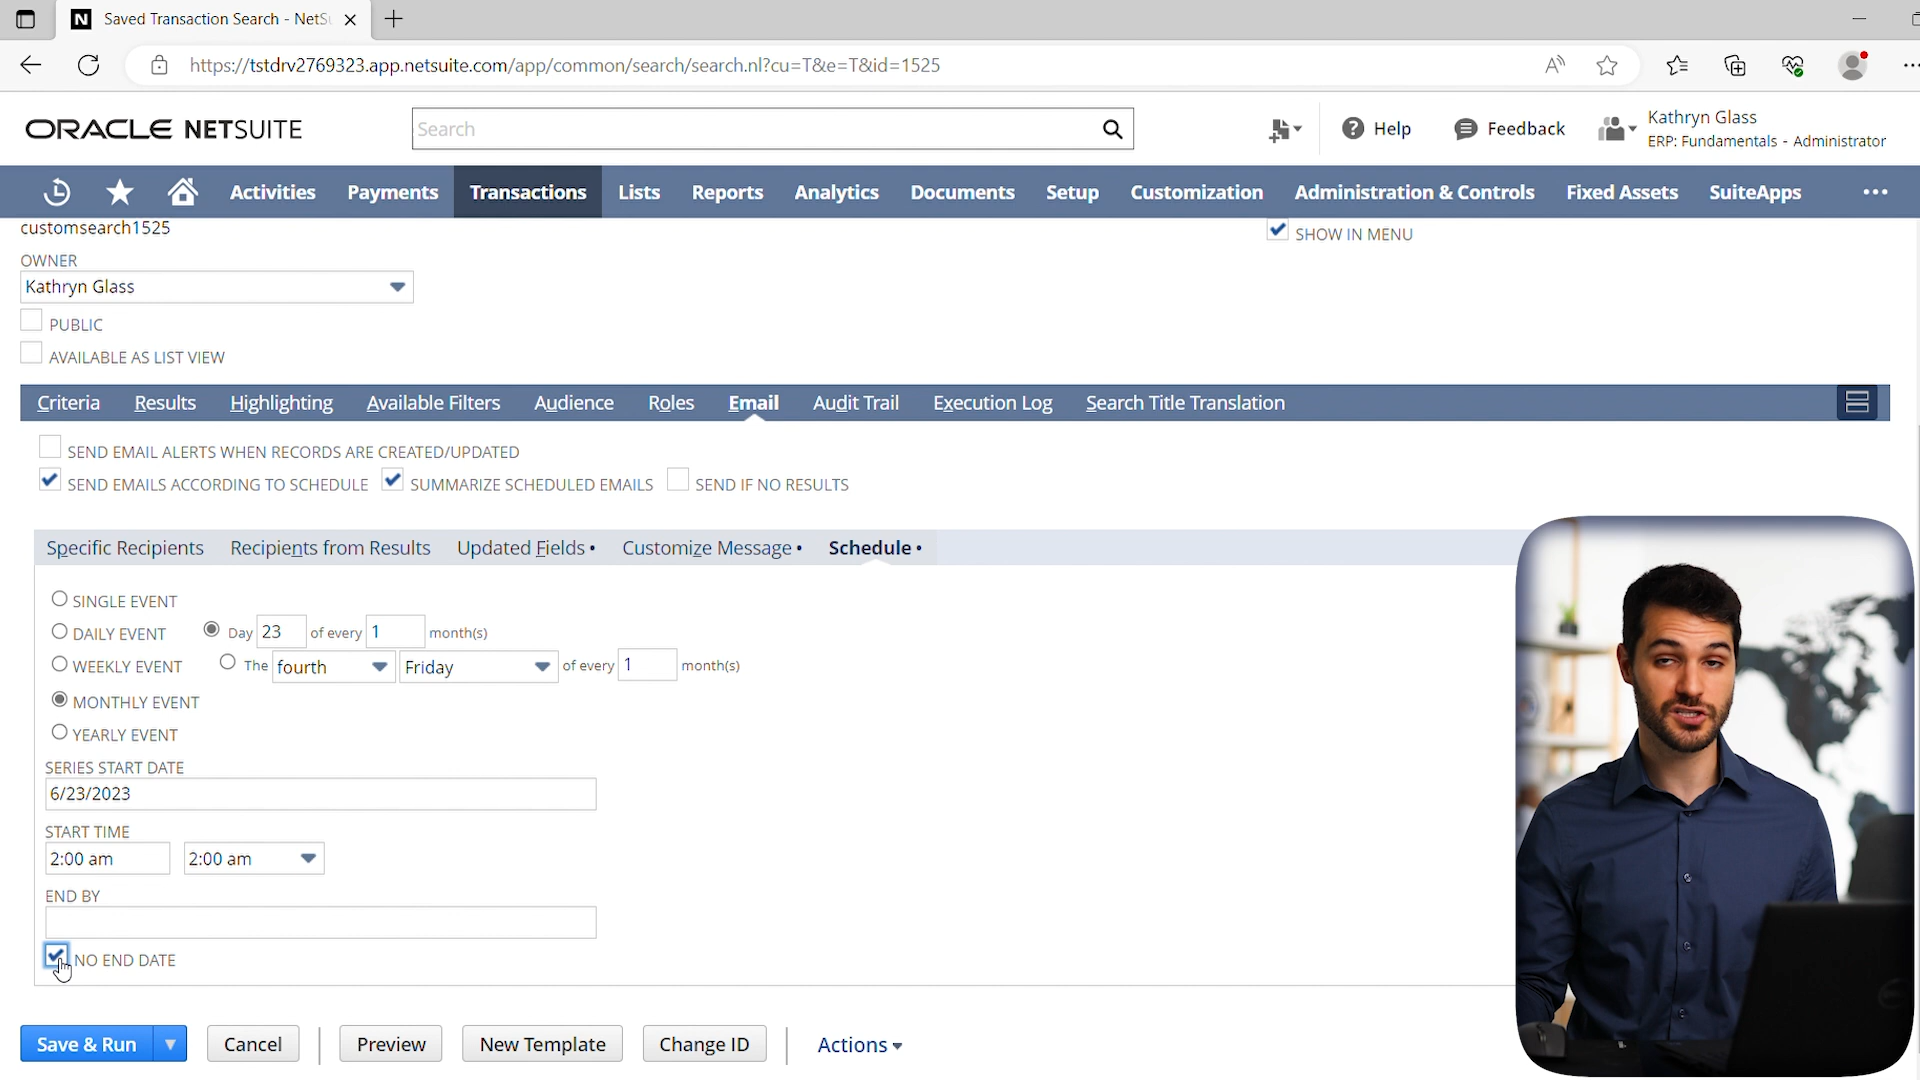 N Saved Transaction Search - NetS
https://tstdrv2769323.app.netsuite.com/app/common/search/search.nl?cu=T&e=T&id=1525
ORACLE NETSUITE
Search
Help
Feedback
Kathryn Glass
ERP: Fundamentals - Administrator
Activities Payments Transactions Lists Reports Analytics Documents Setup Customization Administration & Controls Fixed Assets SuiteApps
customsearch1525
SHOW IN MENU
OWNER
Kathryn Glass
PUBLIC
AVAILABLE AS LIST VIEW
Criteria Results Highlighting Available Filters Audience Roles Email Audit Trail Execution Log Search Title Translation
SEND EMAIL ALERTS WHEN RECORDS ARE CREATED/UPDATED
SEND EMAILS ACCORDING TO SCHEDULE SUMMARIZE SCHEDULED EMAILS SEND IF NO RESULTS
Specific Recipients Recipients from Results Updated Fields • Customize Message • Schedule •
SINGLE EVENT
DAILY EVENT Day 23 of every 1 month(s)
WEEKLY EVENT The fourth Friday of every 1 month(s)
MONTHLY EVENT
YEARLY EVENT
SERIES START DATE
6/23/2023
START TIME
2:00 am 2:00 am
END BY
NO END DATE
Save & Run Cancel Preview New Template Change ID Actions